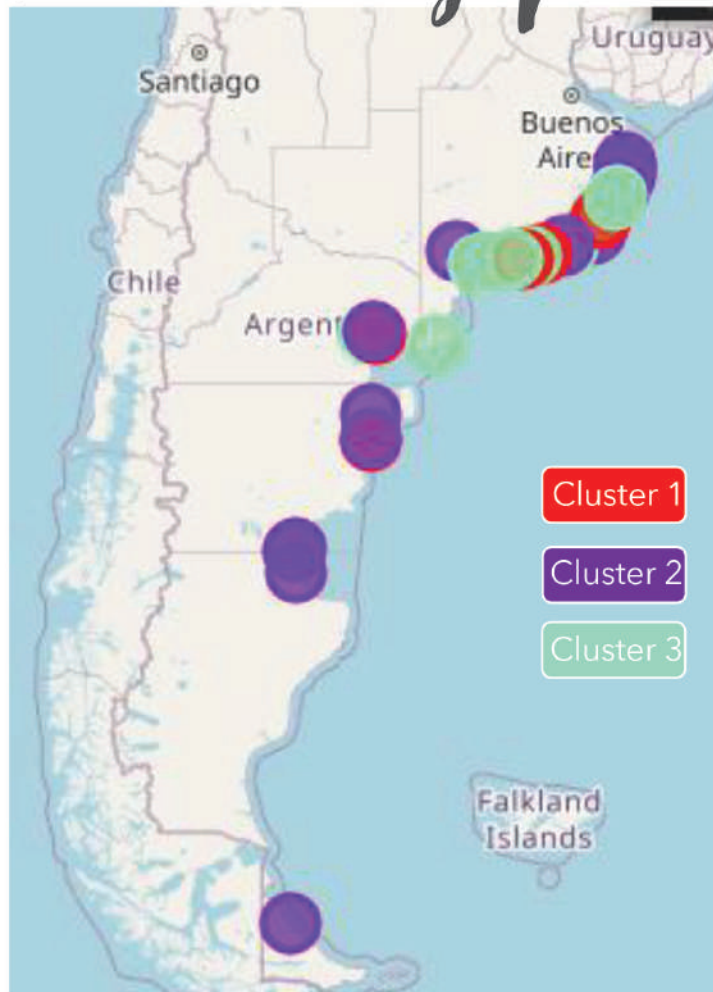 Uruguay
Santiago
Buenos
Aire
Chile
Argent
Cluster 1
Cluster 2
Cluster 3
Falkland
Islands